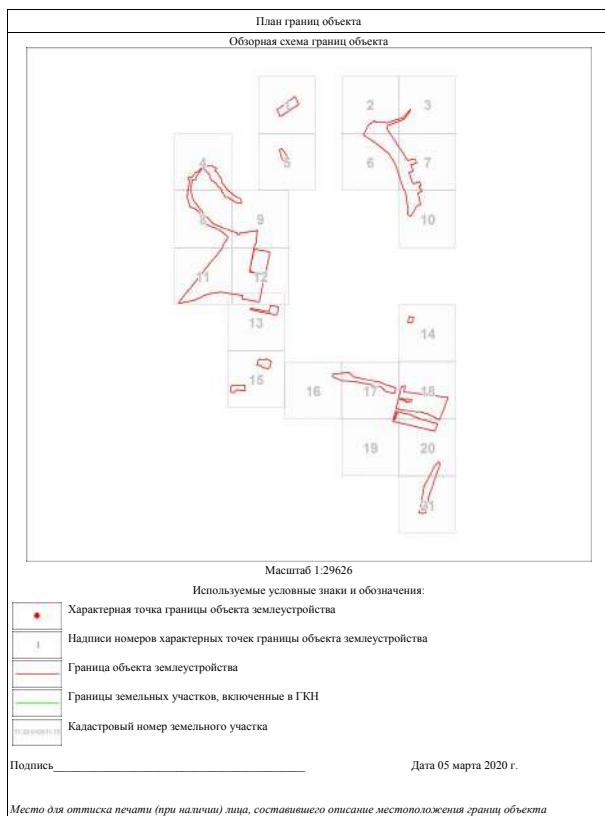 План границ объекта
Обзорная схема границ объекта
2 3
5 6 7
4
8 9 10
11 12
13 14
15 16 17 18
19 20
21
Масштаб 1:29626
Используемые условные знаки и обозначения:
Характерная точка границы объекта землеустройства
1 Надписи номеров характерных точек границы объекта землеустройства
Граница объекта землеустройства
Границы земельных участков, включенные в ГКН
Кадастровый номер земельного участка
Подпись____________________ Дата 05 марта 2020 г.
Место для оттиска печати (при наличии) лица, составившего описание местоположения границ объекта